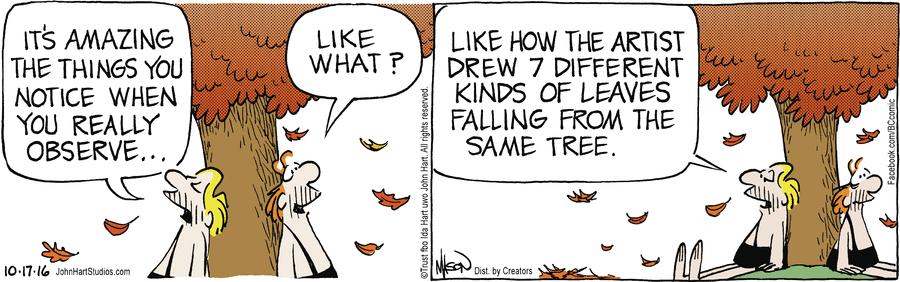 IT'S AMAZING
THE THINGS YOU
NOTICE WHEN
YOU REALLY
OBSERVE...
LIKE
WHAT?
10·17·16 JohnHartStudios.com
©Trust fbo Ida Hart uwo John Hart. All rights reserved.
LIKE HOW THE ARTIST
DREW 7 DIFFERENT
KINDS OF LEAVES
FALLING FROM THE
SAME TREE.
MASON Dist. by Creators
Facebook.com/BCcomic